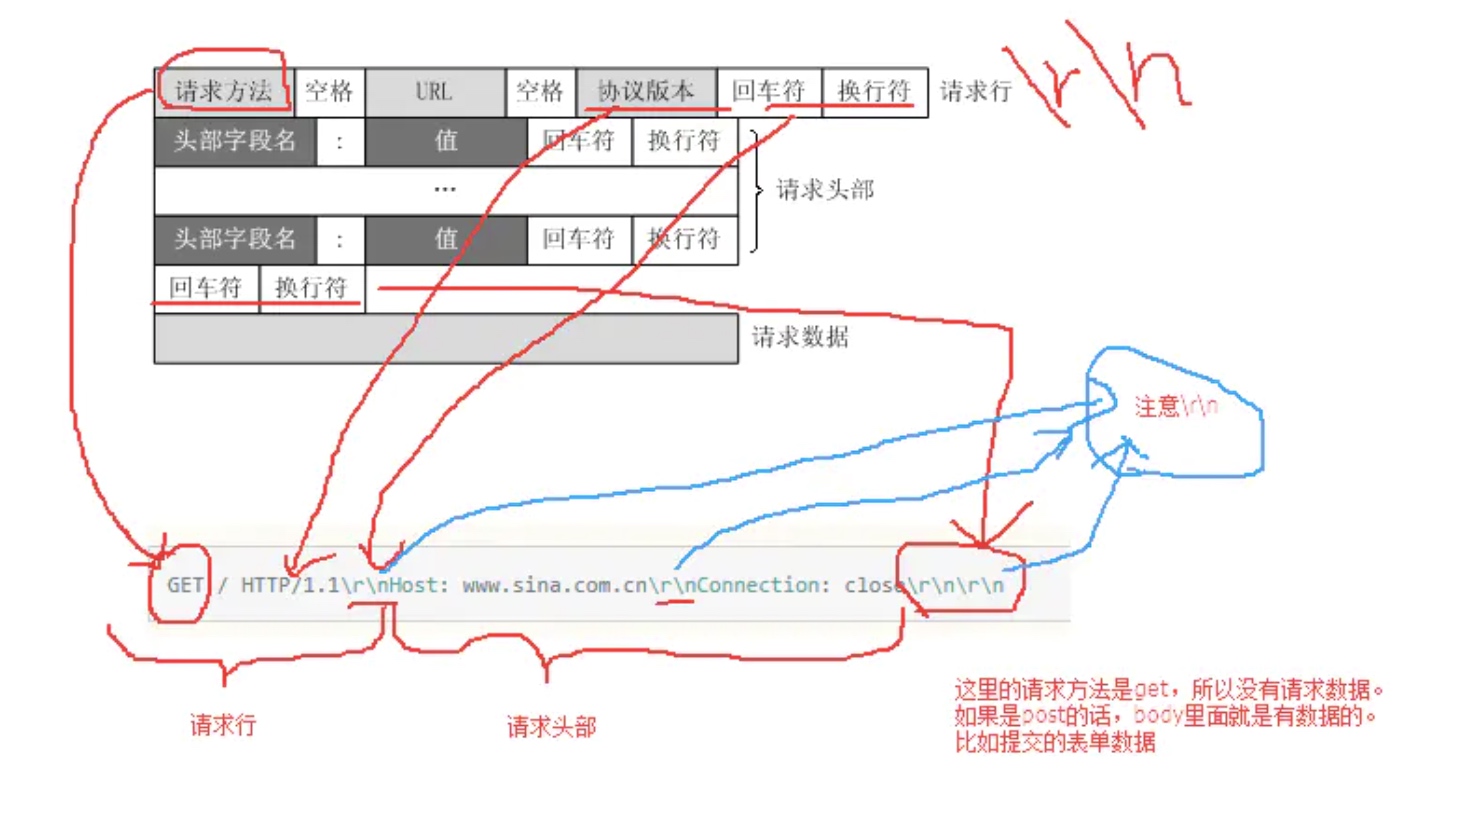 请求方法 空格 URL 空格 协议版本 回车符 换行符 请求行 \r\n
头部字段名 : 值 回车符 换行符
... 请求头部
头部字段名 : 值 回车符 换行符
回车符 换行符
请求数据
注意\r\n
GET / HTTP/1.1\r\nHost: www.sina.com.cn\r\nConnection: close\r\n\r\n
请求行 请求头部
这里的请求方法是get，所以没有请求数据。
如果是post的话，body里面就是有数据的。
比如提交的表单数据